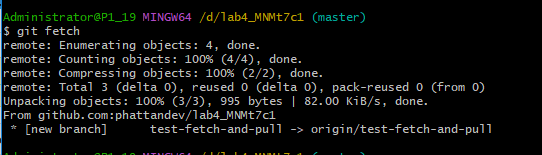 Administrator@P1_19 MINGW64 /d/lab4_MNMt7c1 (master)
$ git fetch
remote: Enumerating objects: 4, done.
remote: Counting objects: 100% (4/4), done.
remote: Compressing objects: 100% (2/2), done.
remote: Total 3 (delta 0), reused 0 (delta 0), pack-reused 0 (from 0)
Unpacking objects: 100% (3/3), 995 bytes | 82.00 KiB/s, done.
From github.com:phattandev/lab4_MNMt7c1
 * [new branch]      test-fetch-and-pull -> origin/test-fetch-and-pull